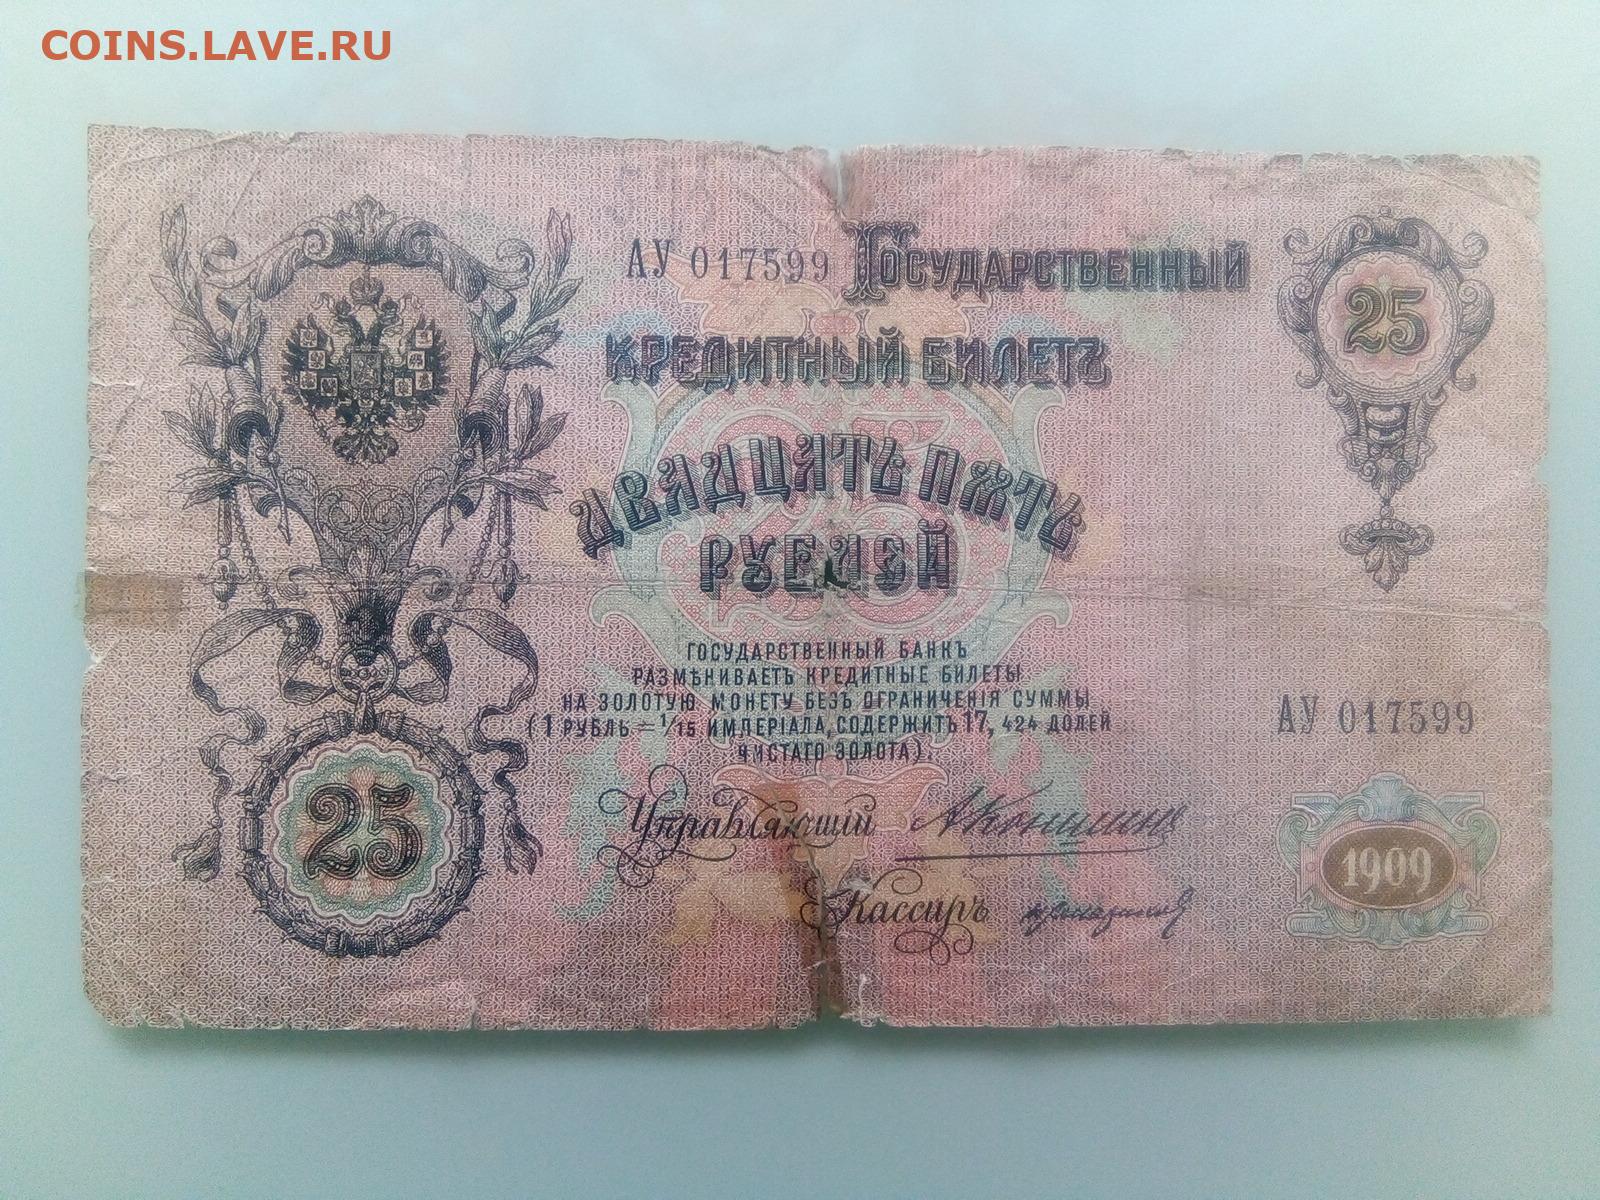 COINS.LAVE.RU
АУ 017599 ГОСУДАРСТВЕННЫЙ
КРЕДИТНЫЙ БИЛЕТЪ
25
ДВАДЦАТЬ ПЯТЬ
РУБЛЕЙ
ГОСУДАРСТВЕННЫЙ БАНКЪ
РАЗМѢНИВАЕТЪ КРЕДИТНЫЕ БИЛЕТЫ
НА ЗОЛОТУЮ МОНЕТУ БЕЗЪ ОГРАНИЧЕНІЯ СУММЫ
(1 РУБЛЬ = 1/15 ИМПЕРІАЛА, СОДЕРЖИТЪ 17, 424 ДОЛЕЙ
ЧИСТАГО ЗОЛОТА).
АУ 017599
25
Управляющій А Коншинъ
Кассиръ
1909